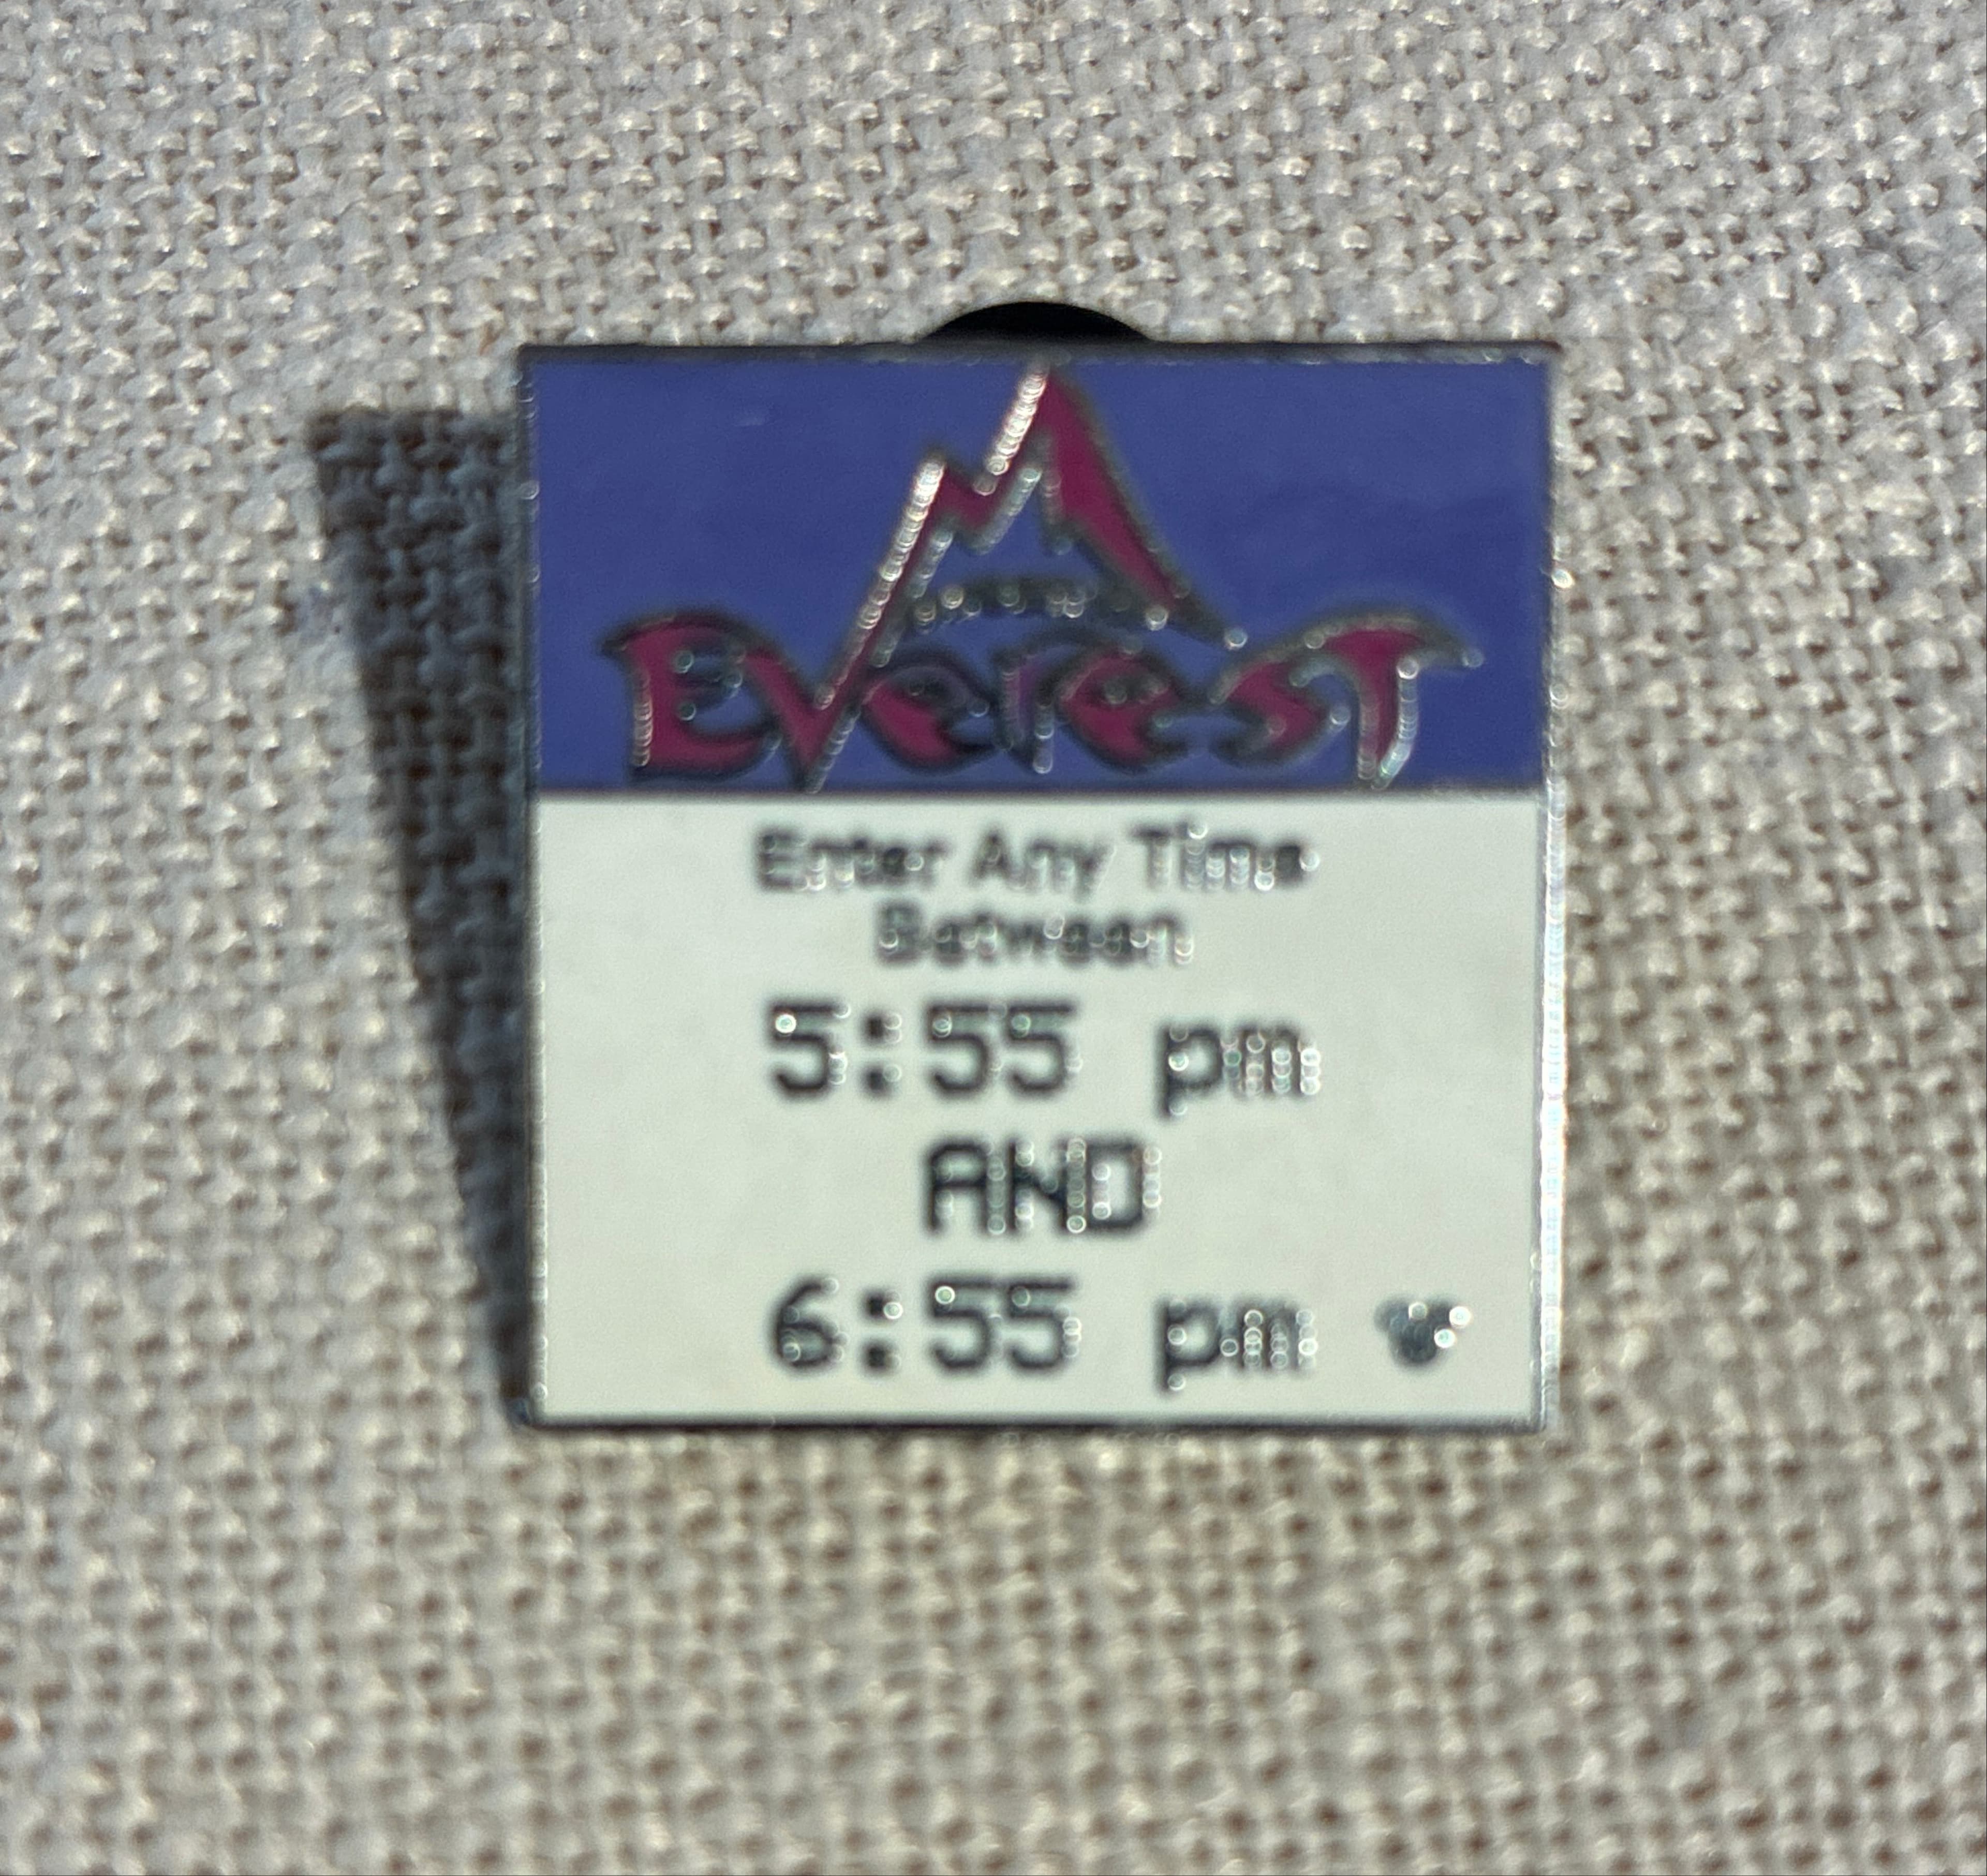 EVEREST
Enter Any Time
Between
5:55 pm
AND
6:55 pm